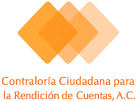 Contraloría Ciudadana para
la Rendición de Cuentas, A.C.